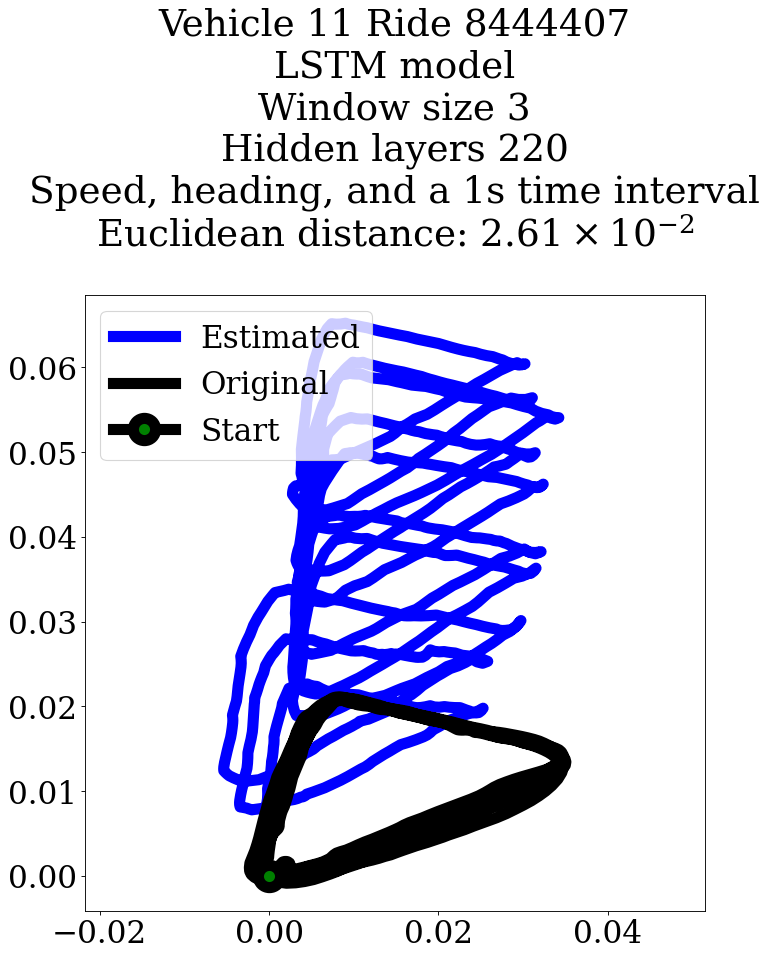 Vehicle 11 Ride 8444407
LSTM model
Window size 3
Hidden layers 220
Speed, heading, and a 1s time interval
Euclidean distance: 2.61 × 10⁻²
Estimated
Original
Start
0.06
0.05
0.04
0.03
0.02
0.01
0.00
−0.02 0.00 0.02 0.04